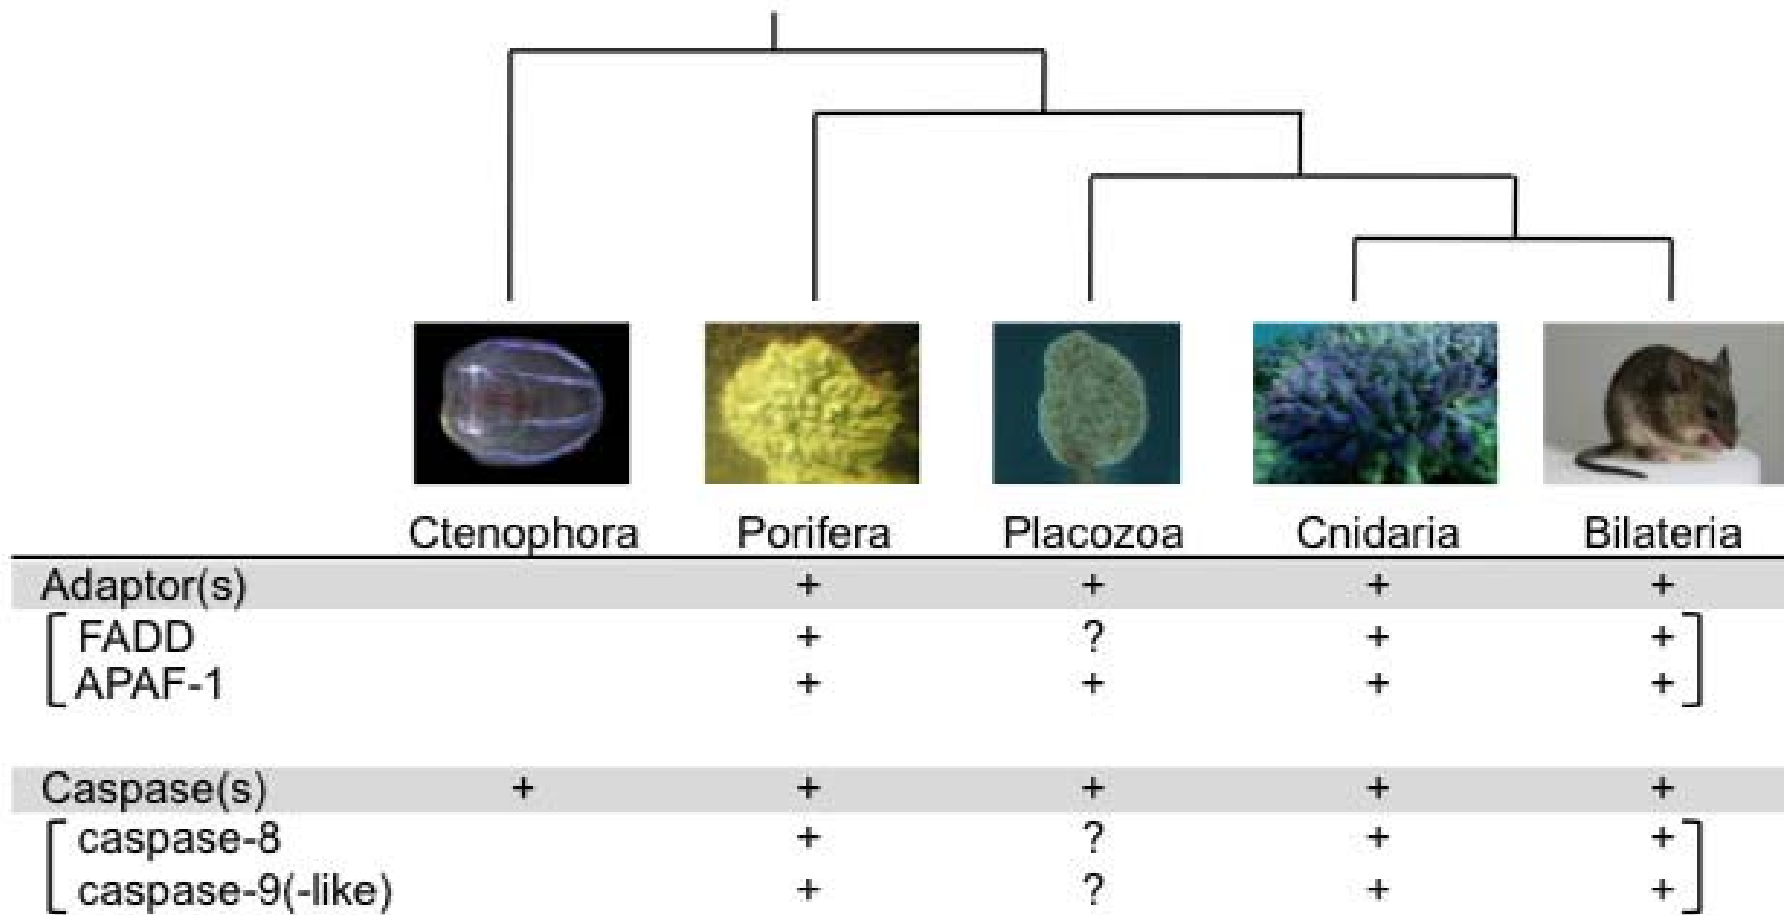 Ctenophora Porifera Placozoa Cnidaria Bilateria
Adaptor(s) + + + +
FADD + ? + +
APAF-1 + + + +
Caspase(s) + + + + +
caspase-8 + ? + +
caspase-9(-like) + ? + +